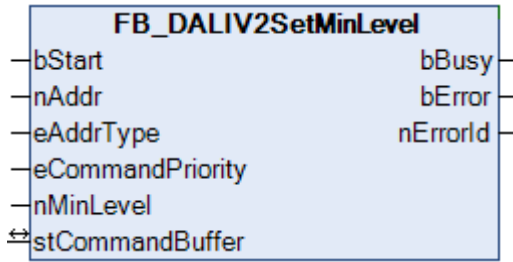 FB_DALIV2SetMinLevel
bStart bBusy
nAddr bError
eAddrType nErrorId
eCommandPriority
nMinLevel
stCommandBuffer